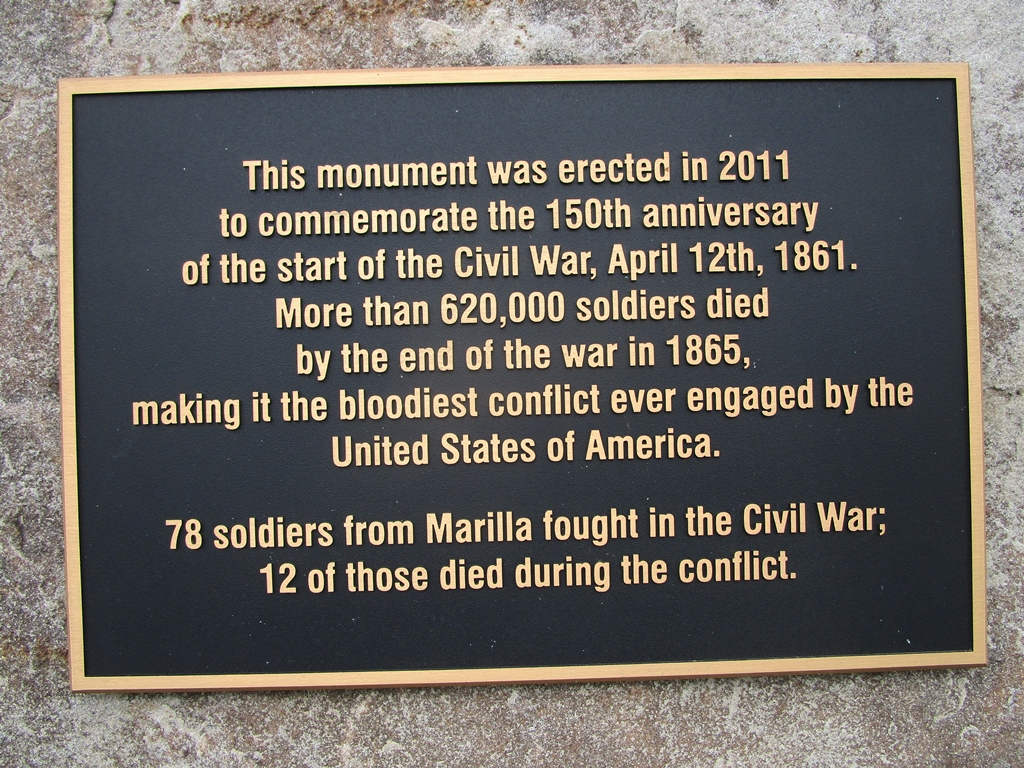 This monument was erected in 2011
to commemorate the 150th anniversary
of the start of the Civil War, April 12th, 1861.
More than 620,000 soldiers died
by the end of the war in 1865,
making it the bloodiest conflict ever engaged by the
United States of America.
78 soldiers from Marilla fought in the Civil War;
12 of those died during the conflict.